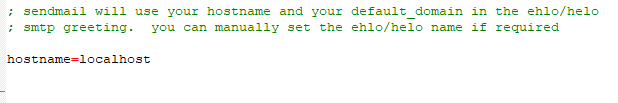 ; sendmail will use your hostname and your default_domain in the ehlo/helo
; smtp greeting.  you can manually set the ehlo/helo name if required
hostname=localhost